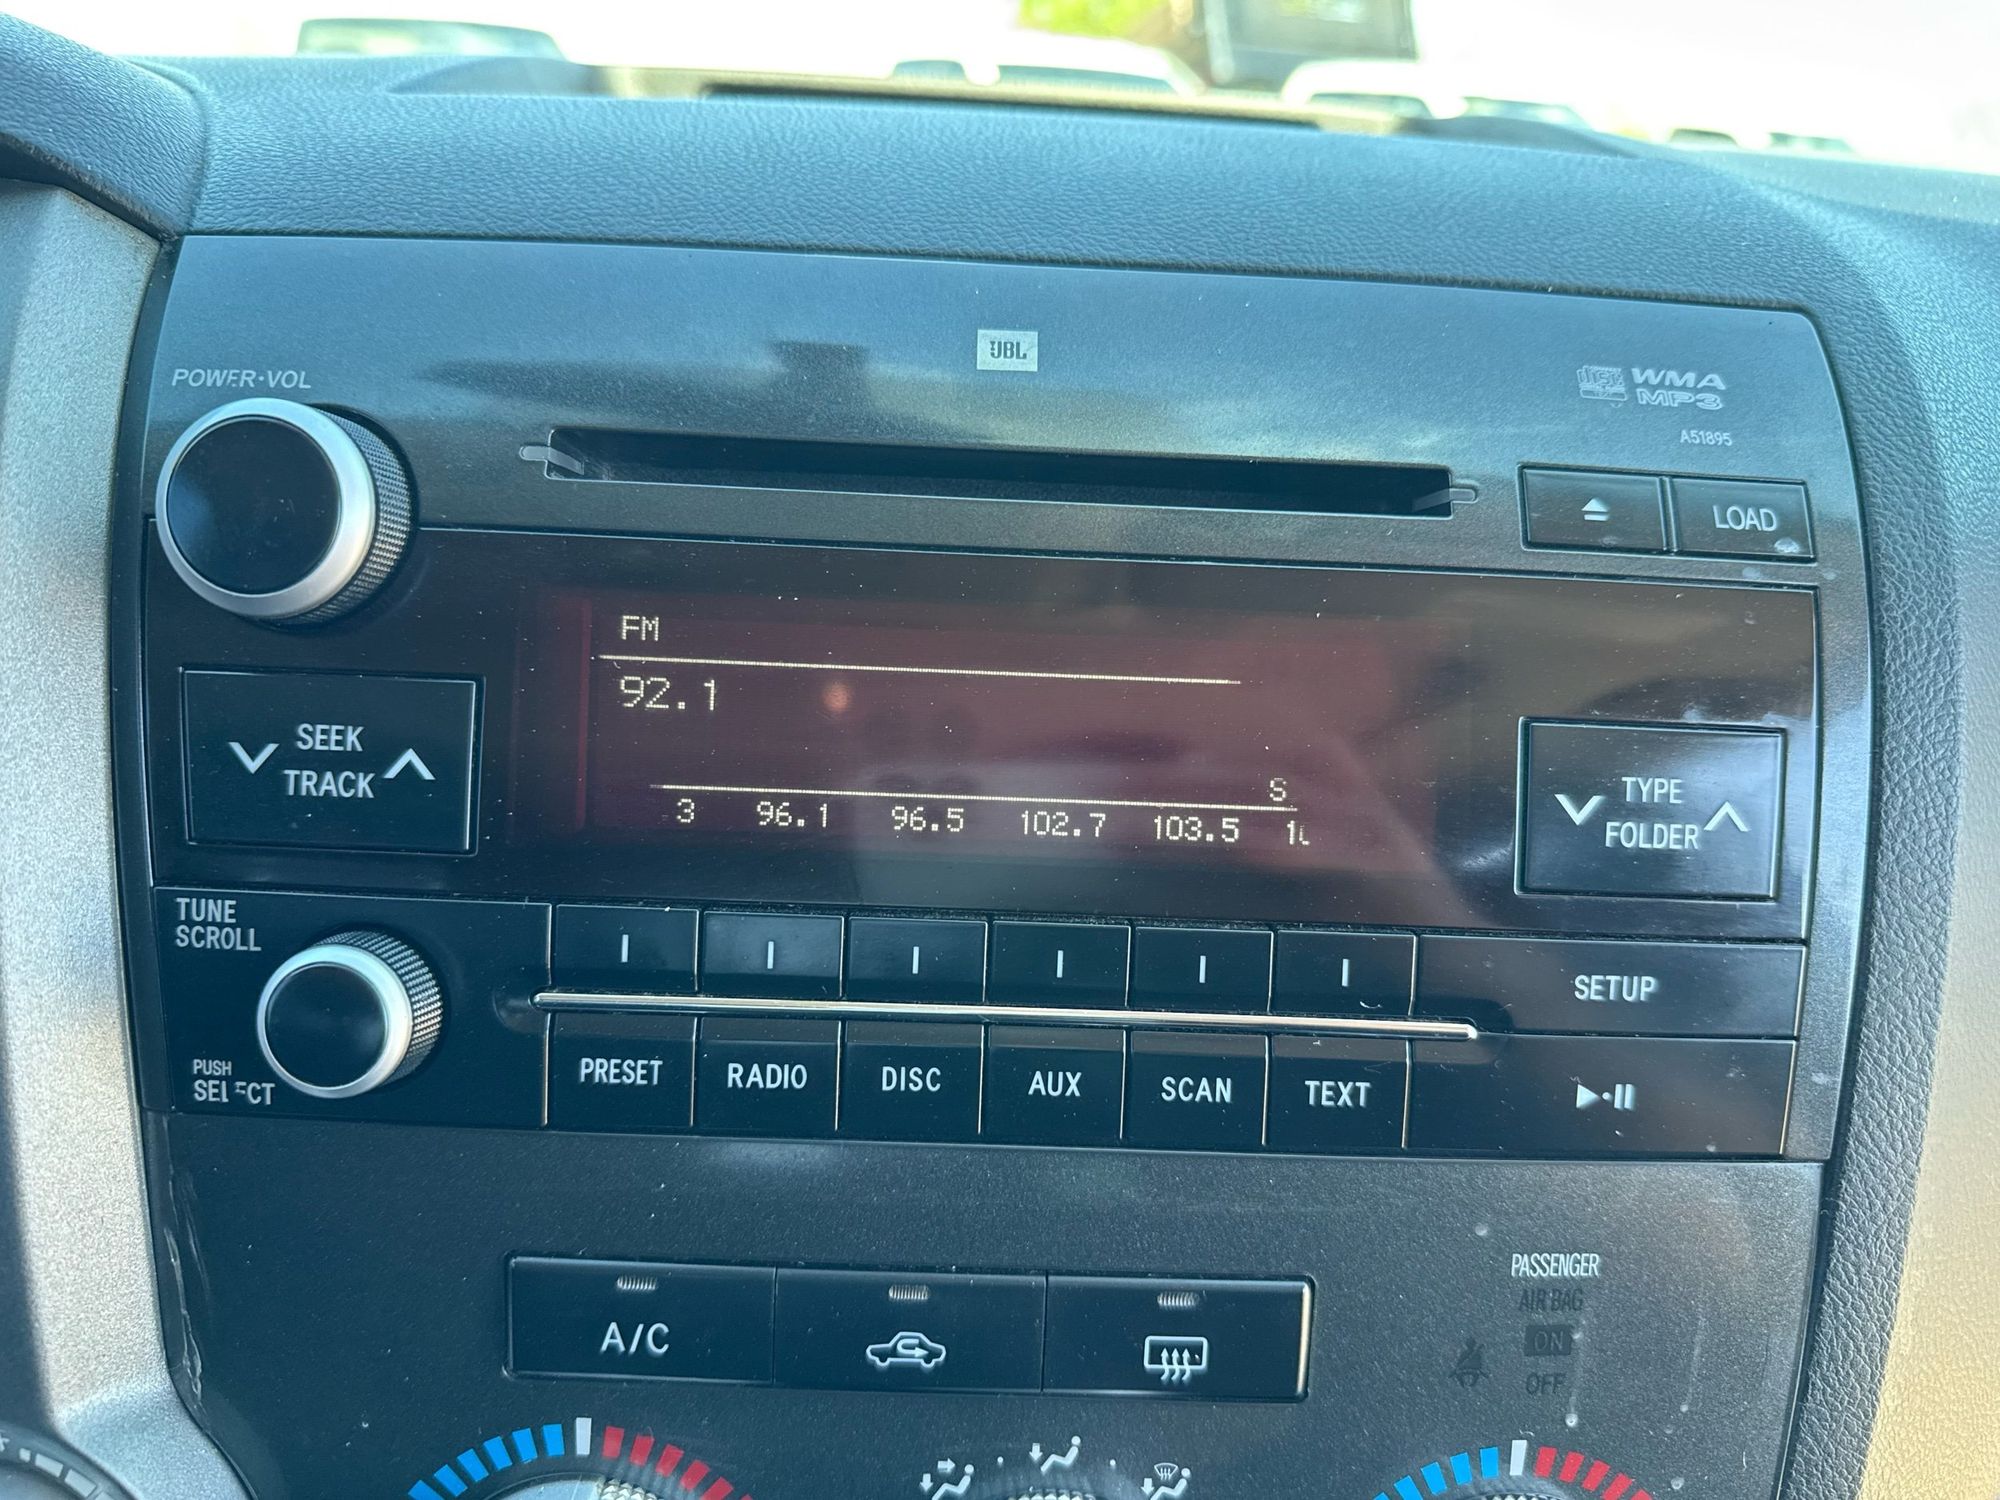 JBL
POWER·VOL
disc WMA
MP3
A51895
LOAD
FM
92.1
SEEK
TRACK
TYPE
FOLDER
S
3 96.1 96.5 102.7 103.5
TUNE
SCROLL
SETUP
PUSH
SELECT
PRESET RADIO DISC AUX SCAN TEXT
PASSENGER
AIR BAG
ON
OFF
A/C